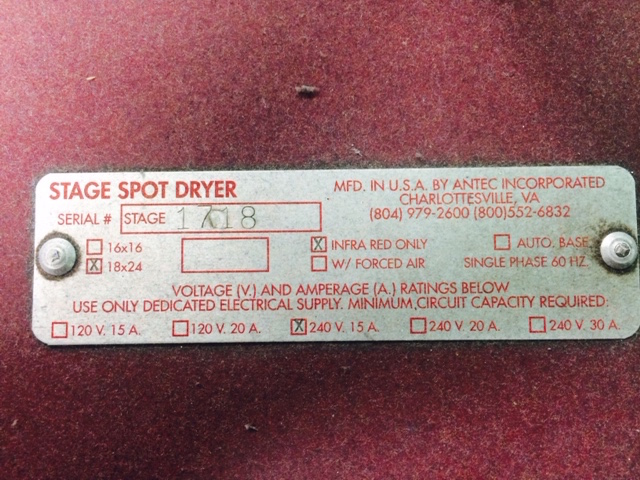 STAGE SPOT DRYER
MFD. IN U.S.A. BY ANTEC INCORPORATED
CHARLOTTESVILLE, VA
(804) 979-2600 (800)552-6832
SERIAL # STAGE 1718
16x16
X 18x24
X INFRA RED ONLY
W/ FORCED AIR
AUTO. BASE
SINGLE PHASE 60 HZ.
VOLTAGE (V.) AND AMPERAGE (A.) RATINGS BELOW
USE ONLY DEDICATED ELECTRICAL SUPPLY. MINIMUM CIRCUIT CAPACITY REQUIRED:
120 V. 15 A. 120 V. 20 A. X 240 V. 15 A. 240 V. 20 A. 240 V. 30 A.